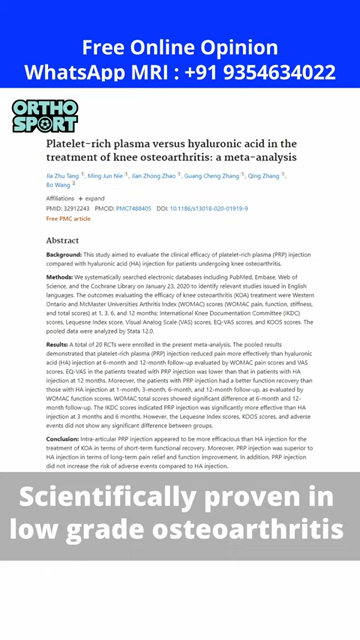 Free Online Opinion
WhatsApp MRI : +91 9354634022
ORTHO
SPORT
Platelet-rich plasma versus hyaluronic acid in the
treatment of knee osteoarthritis: a meta-analysis
Jia Zhu Tang 1, Ming Jun Nie 1, Jian Zhong Zhao 1, Guang Cheng Zhang 1, Qing Zhang 1,
Bo Wang 2
Affiliations + expand
PMID: 32912243 PMCID: PMC7488405 DOI: 10.1186/s13018-020-01919-9
Free PMC article
Abstract
Background: This study aimed to evaluate the clinical efficacy of platelet-rich plasma (PRP) injection
compared with hyaluronic acid (HA) injection for patients undergoing knee osteoarthritis.
Methods: We systematically searched electronic databases including PubMed, Embase, Web of
Science, and the Cochrane Library on January 23, 2020 to identify relevant studies issued in English
languages. The outcomes evaluating the efficacy of knee osteoarthritis (KOA) treatment were Western
Ontario and McMaster Universities Arthritis Index (WOMAC) scores (WOMAC pain, function, stiffness,
and total scores) at 1, 3, 6, and 12 months; International Knee Documentation Committee (IKDC)
scores, Lequesne Index score, Visual Analog Scale (VAS) scores, EQ-VAS scores, and KOOS scores. The
pooled data were analyzed by Stata 12.0.
Results: A total of 20 RCTs were enrolled in the present meta-analysis. The pooled results
demonstrated that platelet-rich plasma (PRP) injection reduced pain more effectively than hyaluronic
acid (HA) injection at 6-month and 12-month follow-up evaluated by WOMAC pain scores and VAS
scores. EQ-VAS in the patients treated with PRP injection was lower than that in patients with HA
injection at 12 months. Moreover, the patients with PRP injection had a better function recovery than
those with HA injection at 1-month, 3-month, 6-month, and 12-month follow-up, as evaluated by
WOMAC function scores. WOMAC total scores showed significant difference at 6-month and 12-
month follow-up. The IKDC scores indicated PRP injection was significantly more effective than HA
injection at 3 months and 6 months. However, the Lequesne Index scores, KOOS scores, and adverse
events did not show any significant difference between groups.
Conclusion: Intra-articular PRP injection appeared to be more efficacious than HA injection for the
treatment of KOA in terms of short-term functional recovery. Moreover, PRP injection was superior to
HA injection in terms of long-term pain relief and function improvement. In addition, PRP injection
did not increase the risk of adverse events compared to HA injection.
Scientifically proven in
low grade osteoarthritis